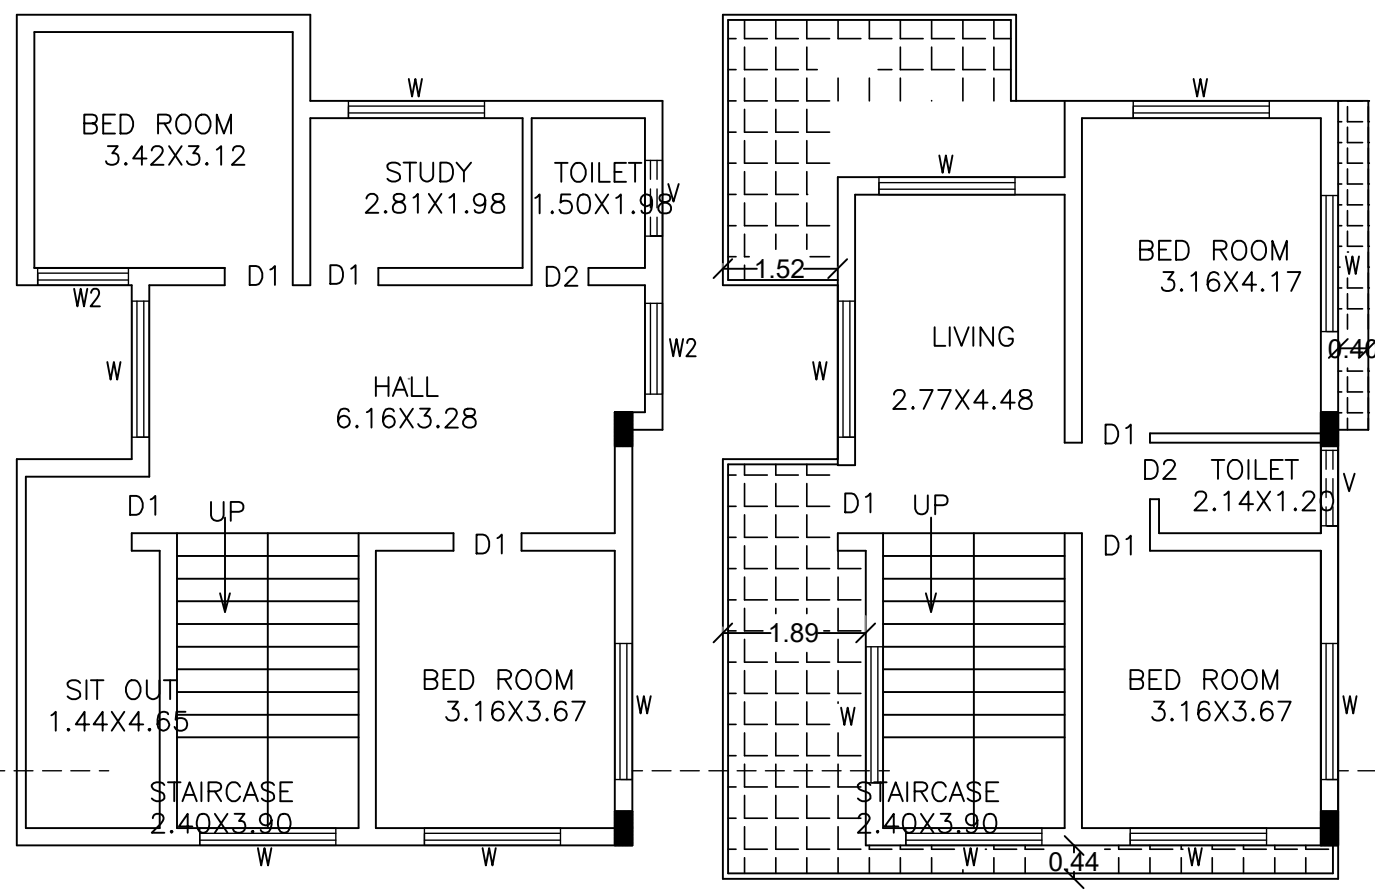 W
BED ROOM
3.42X3.12
STUDY
2.81X1.98
TOILET
1.50X1.98
V
D1
D1
D2
W2
W
W2
HALL
6.16X3.28
D1
UP
D1
SIT OUT
1.44X4.65
BED ROOM
3.16X3.67
W
STAIRCASE
2.40X3.90
W
W
W
W
1.52
BED ROOM
3.16X4.17
W
0.40
LIVING
2.77X4.48
W
D1
D2
TOILET
2.14X1.20
V
D1
UP
D1
1.89
BED ROOM
3.16X3.67
W
W
STAIRCASE
2.40X3.90
W
0.44
W